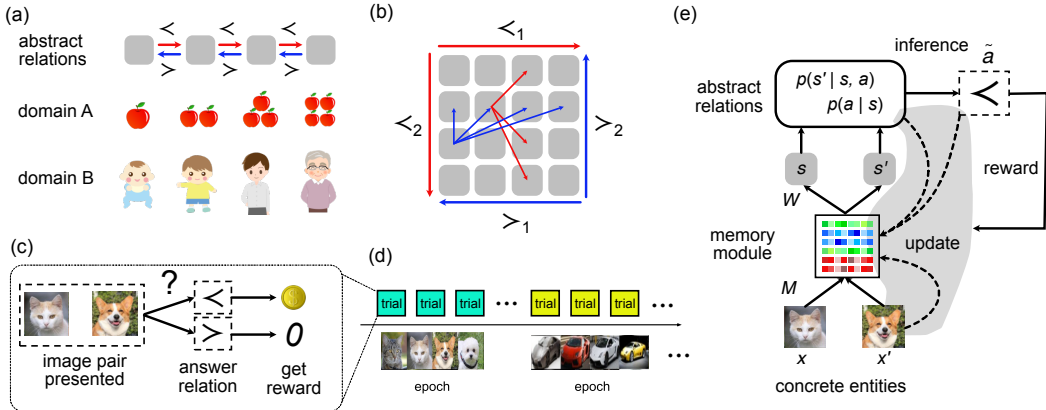 (a)
≺ ≺ ≺
abstract
relations
≻ ≻ ≻
domain A
domain B
(b)
≺1
≺2
≻2
≻1
(c)
?
≺
≻
0
image pair
presented
answer
relation
get
reward
(d)
trial trial trial ••• trial trial trial •••
•••
epoch epoch
(e)
inference
ã
abstract
relations
p(s' | s, a)
p(a | s)
≺
s s'
reward
W
memory
module
update
M
x x'
concrete entities